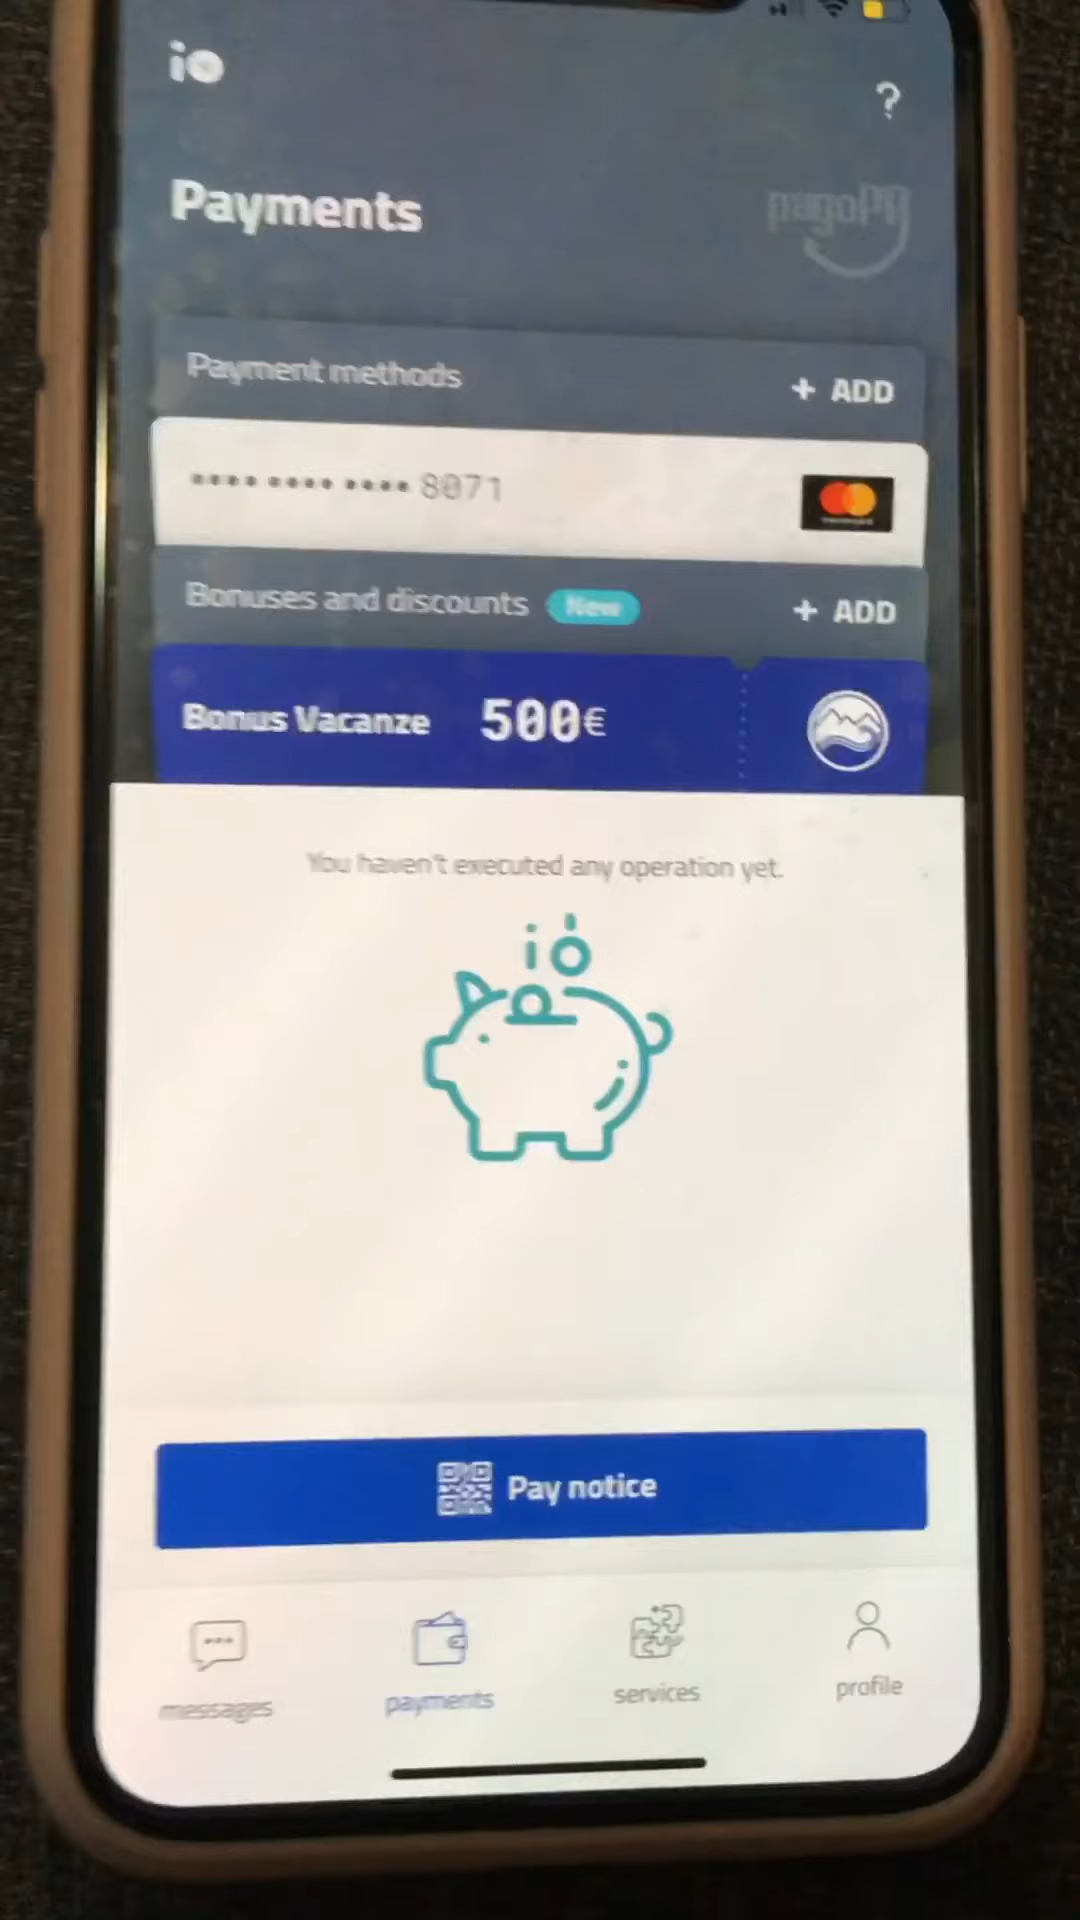 io
?
Payments
pagoPA
Payment methods
+ ADD
•••• •••• •••• 8071
Bonuses and discounts New
+ ADD
Bonus Vacanze 500€
You haven't executed any operation yet.
io
Pay notice
messages
payments
services
profile